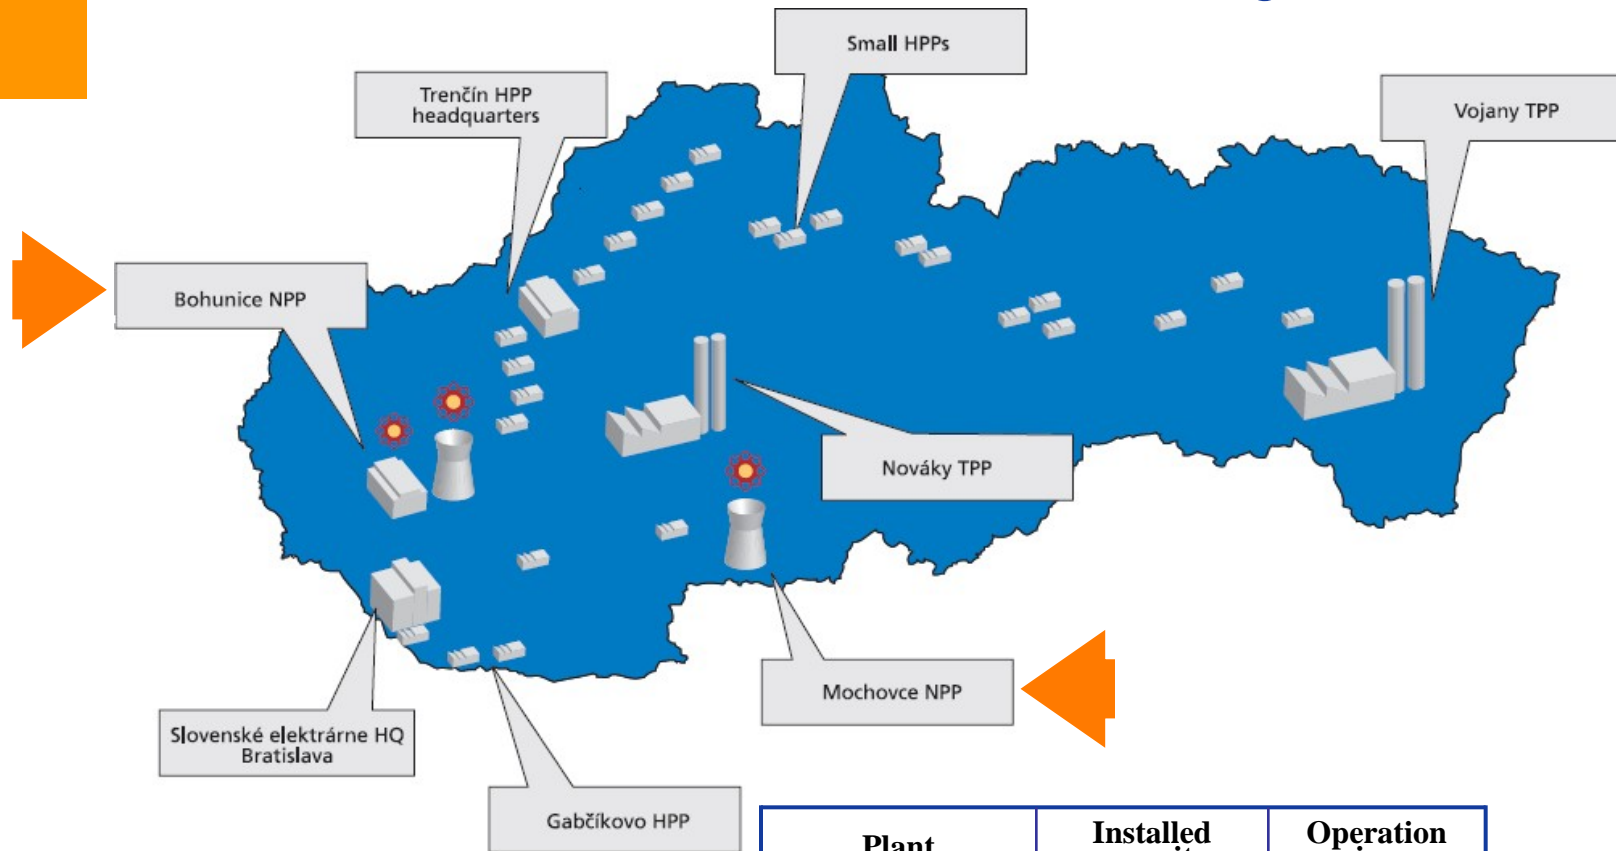 Small HPPs
Trenčín HPP
headquarters
Vojany TPP
Bohunice NPP
Nováky TPP
Mochovce NPP
Slovenské elektrárne HQ
Bratislava
Gabčíkovo HPP
Plant
Installed
Operation